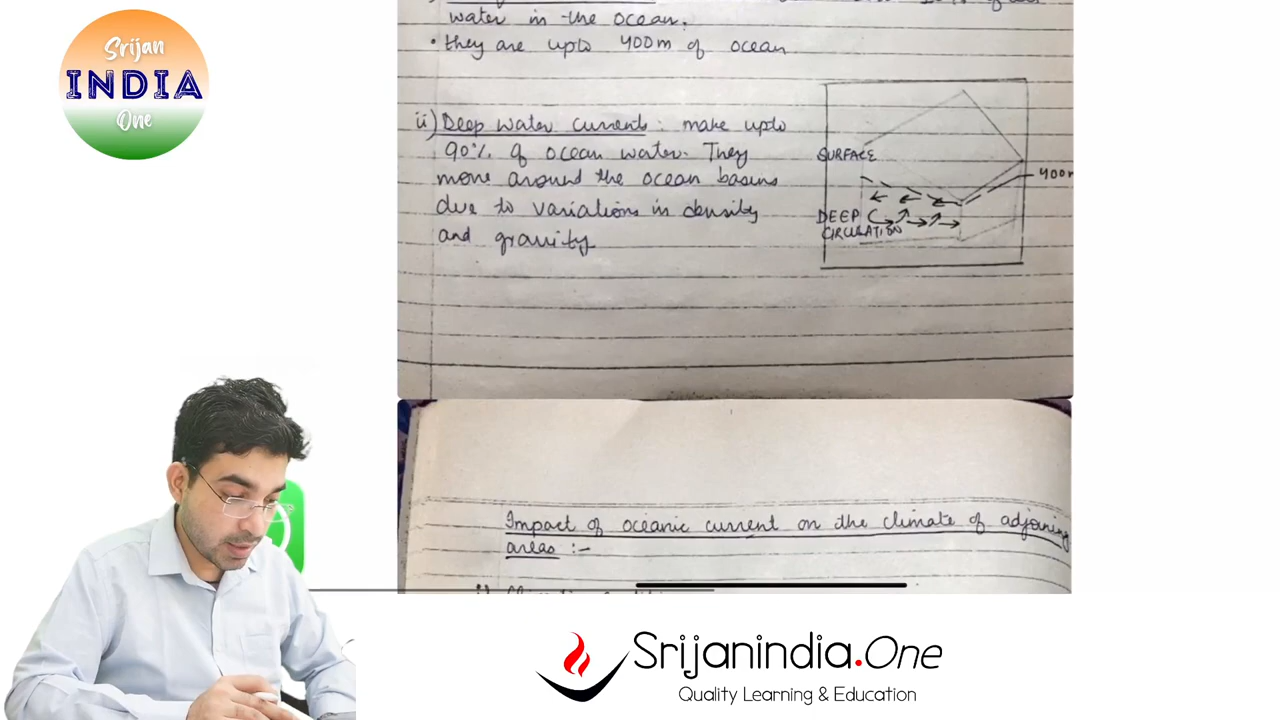 Srijan
INDIA
One
water in the ocean.
• they are upto 400m of ocean
ii) Deep water current: make upto
90% of ocean water. They
move around the ocean basins
due to variations in density
and gravity
SURFACE
400m
DEEP
CIRCULATION
Impact of oceanic current on the climate of adjoining
areas :-
Srijanindia.One
Quality Learning & Education